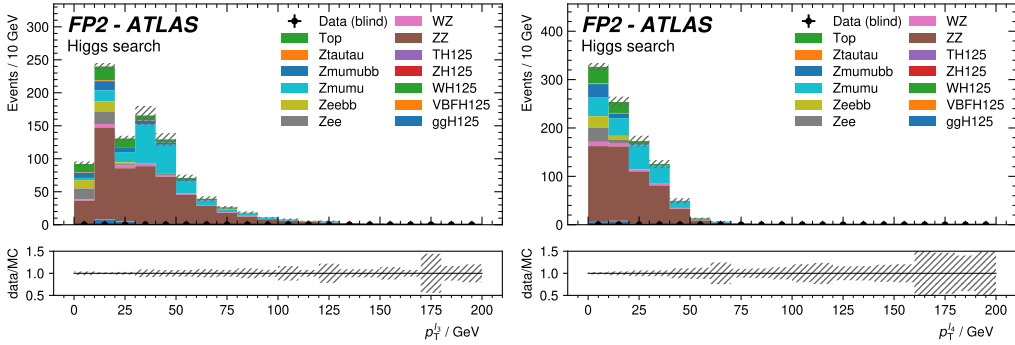 FP2 - ATLAS
Higgs search
Data (blind)
Top
Ztautau
Zmumubb
Zmumu
Zeebb
Zee
WZ
ZZ
TH125
ZH125
WH125
VBFH125
ggH125
Events / 10 GeV
300
250
200
150
100
50
0
data/MC
1.5
1.0
0.5
0 25 50 75 100 125 150 175 200
p_T^{l_3} / GeV
FP2 - ATLAS
Higgs search
Data (blind)
Top
Ztautau
Zmumubb
Zmumu
Zeebb
Zee
WZ
ZZ
TH125
ZH125
WH125
VBFH125
ggH125
Events / 10 GeV
400
300
200
100
0
data/MC
1.5
1.0
0.5
0 25 50 75 100 125 150 175 200
p_T^{l_4} / GeV